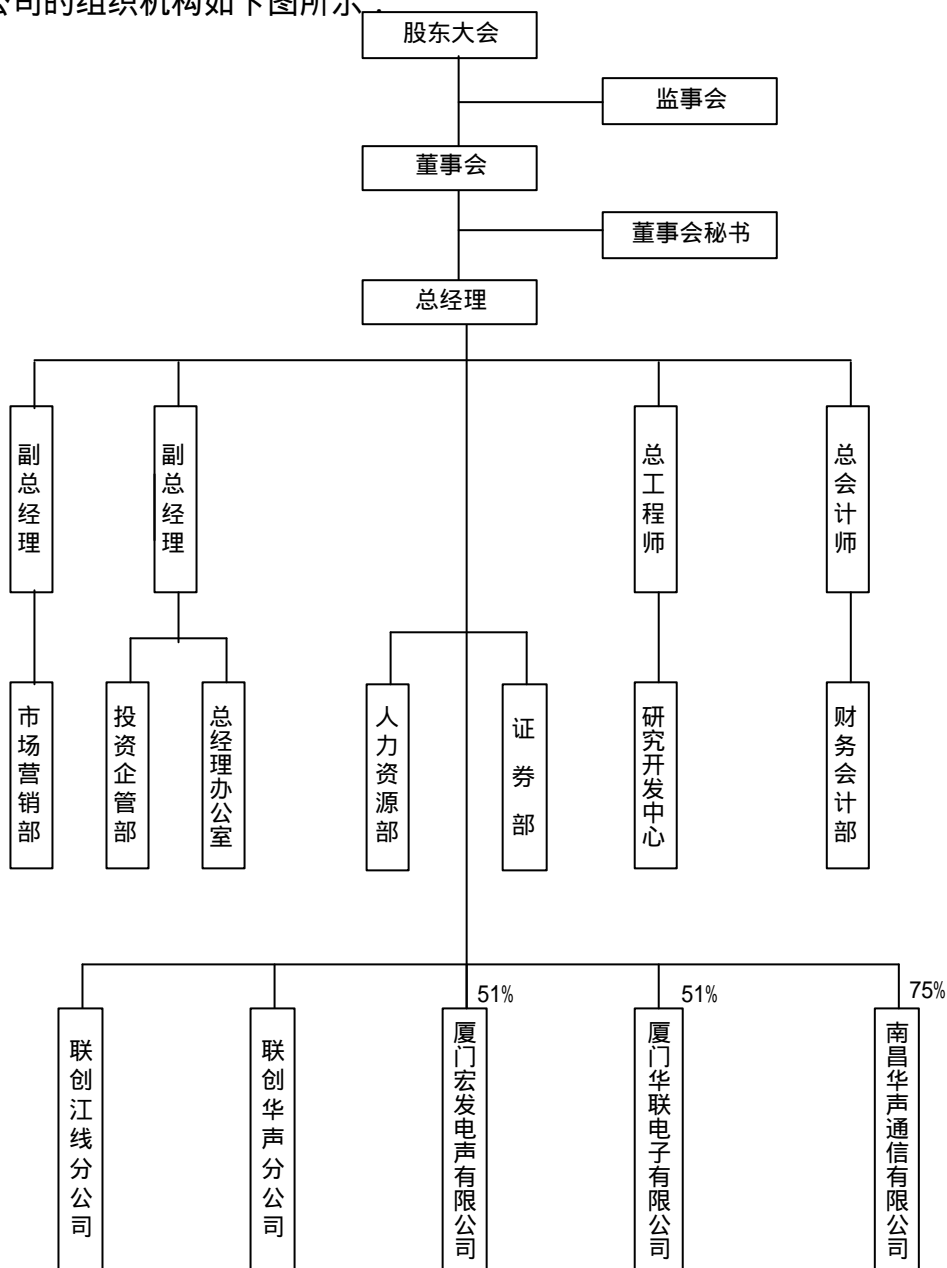 公司的组织机构如下图所示：
股东大会
监事会
董事会
董事会秘书
总经理
副总经理
副总经理
总工程师
总会计师
市场营销部
投资企管部
总经理办公室
人力资源部
证券部
研究开发中心
财务会计部
51%
51%
75%
联创江线分公司
联创华声分公司
厦门宏发电声有限公司
厦门华联电子有限公司
南昌华声通信有限公司